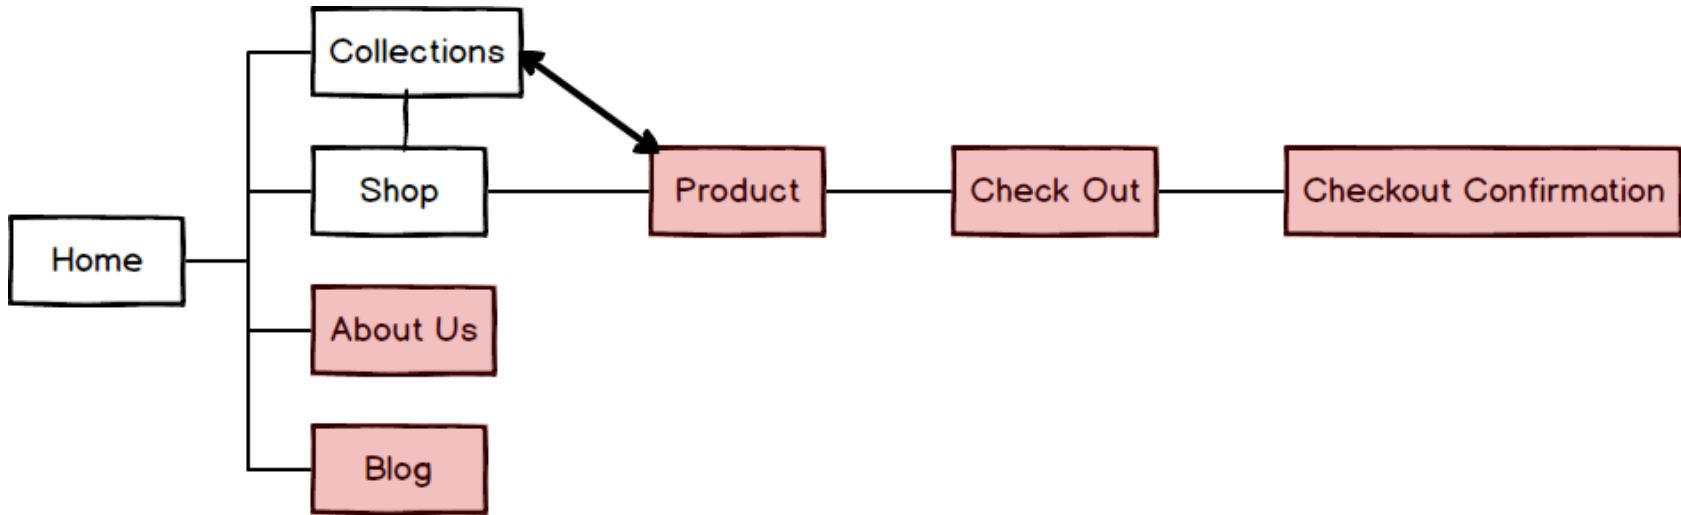 Collections
Shop
Product
Check Out
Checkout Confirmation
Home
About Us
Blog